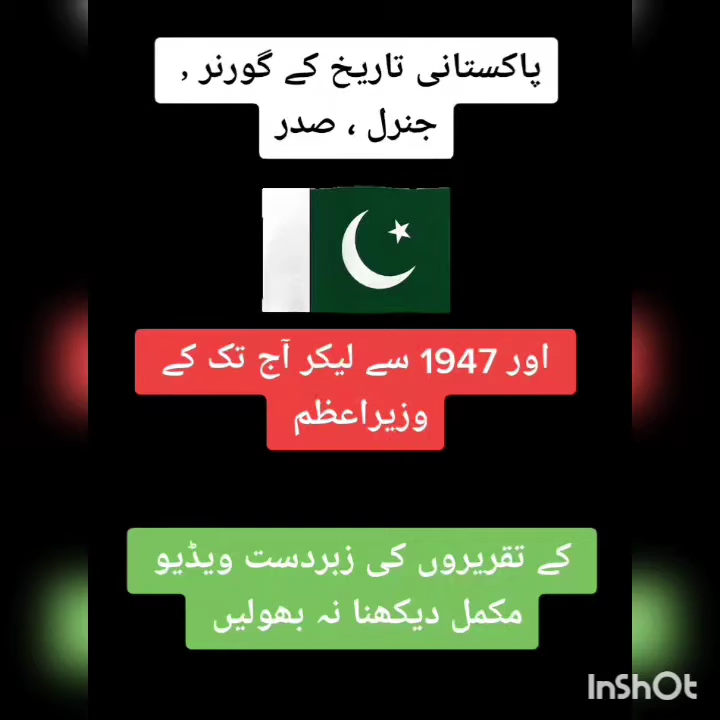 پاکستانی تاریخ کے گورنر ,
جنرل ، صدر
اور 1947 سے لیکر آج تک کے
وزیراعظم
کے تقریروں کی زبردست ویڈیو
مکمل دیکھنا نہ بھولیں
InShOt